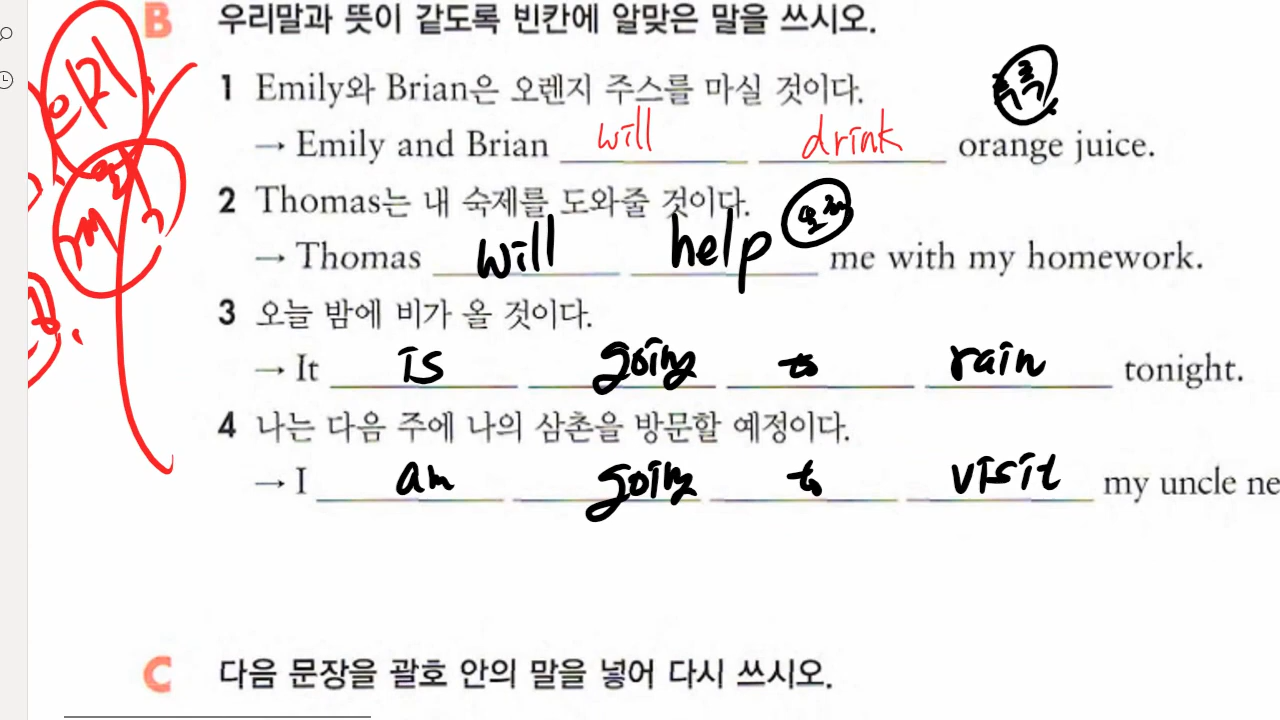 B 우리말과 뜻이 같도록 빈칸에 알맞은 말을 쓰시오.
1 Emily와 Brian은 오렌지 주스를 마실 것이다.
→ Emily and Brian will drink orange juice.
2 Thomas는 내 숙제를 도와줄 것이다.
→ Thomas will help me with my homework.
3 오늘 밤에 비가 올 것이다.
→ It is going to rain tonight.
4 나는 다음 주에 나의 삼촌을 방문할 예정이다.
→ I am going to visit my uncle ne
C 다음 문장을 괄호 안의 말을 넣어 다시 쓰시오.